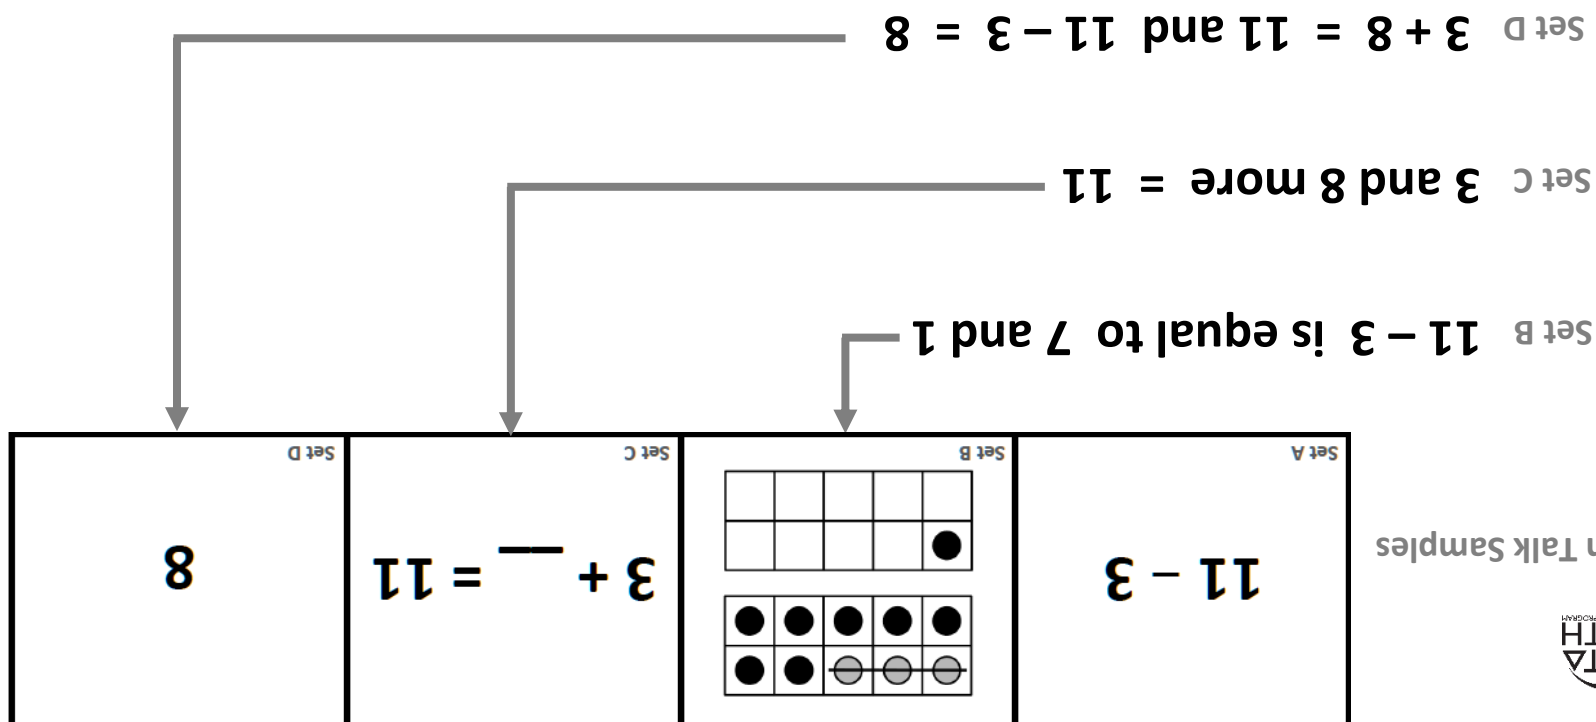 Talk Samples
11 – 3
3 + __ = 11
8
Set A
Set B
Set C
Set D
Set B 11 – 3 is equal to 7 and 1
Set C 3 and 8 more = 11
Set D 3 + 8 = 11 and 11 – 3 = 8